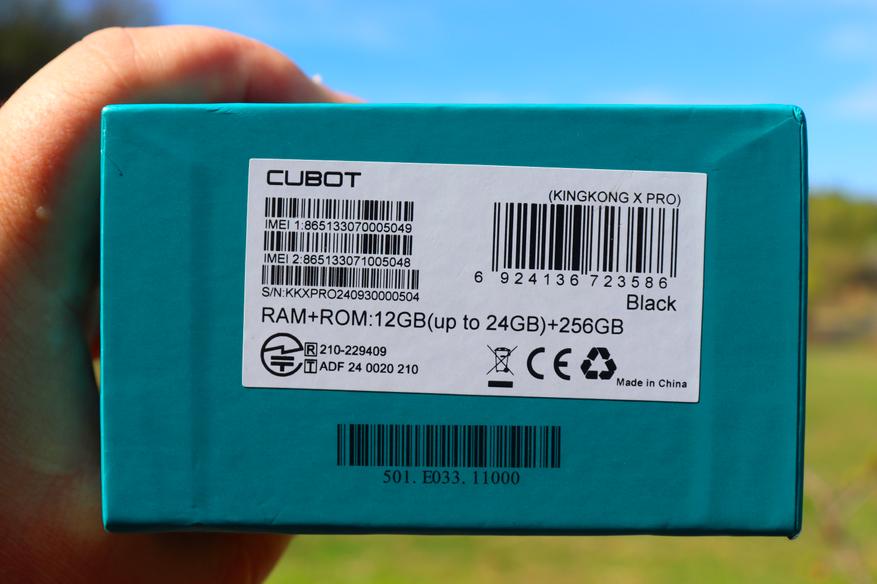 CUBOT
(KINGKONG X PRO)
IMEI 1:865133070005049
IMEI 2:865133071005048
S/N:KKXPRO240930000504
6 924136 723586
Black
RAM+ROM:12GB(up to 24GB)+256GB
R 210-229409
T ADF 24 0020 210
CE
Made in China
501. E033. 11000